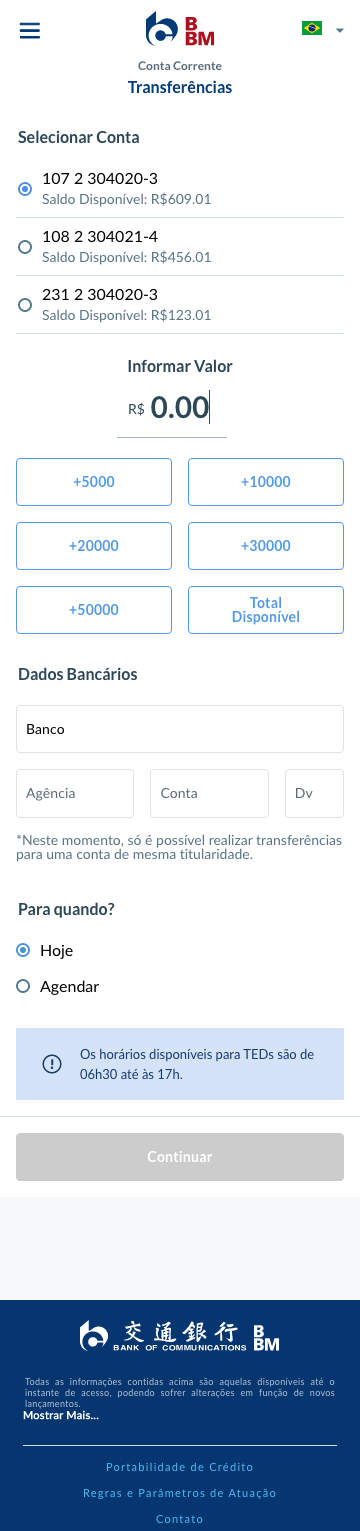 B
BM
Conta Corrente
Transferências
Selecionar Conta
107 2 304020-3
Saldo Disponível: R$609.01
108 2 304021-4
Saldo Disponível: R$456.01
231 2 304020-3
Saldo Disponível: R$123.01
Informar Valor
R$ 0.00
+5000 +10000
+20000 +30000
+50000 Total
Disponível
Dados Bancários
Banco
Agência Conta Dv
*Neste momento, só é possível realizar transferências
para uma conta de mesma titularidade.
Para quando?
Hoje
Agendar
Os horários disponíveis para TEDs são de
06h30 até às 17h.
Continuar
交通銀行
BANK OF COMMUNICATIONS
B
BM
Todas as informações contidas acima são aquelas disponíveis até o
instante de acesso, podendo sofrer alterações em função de novos
lançamentos.
Mostrar Mais...
Portabilidade de Crédito
Regras e Parâmetros de Atuação
Contato